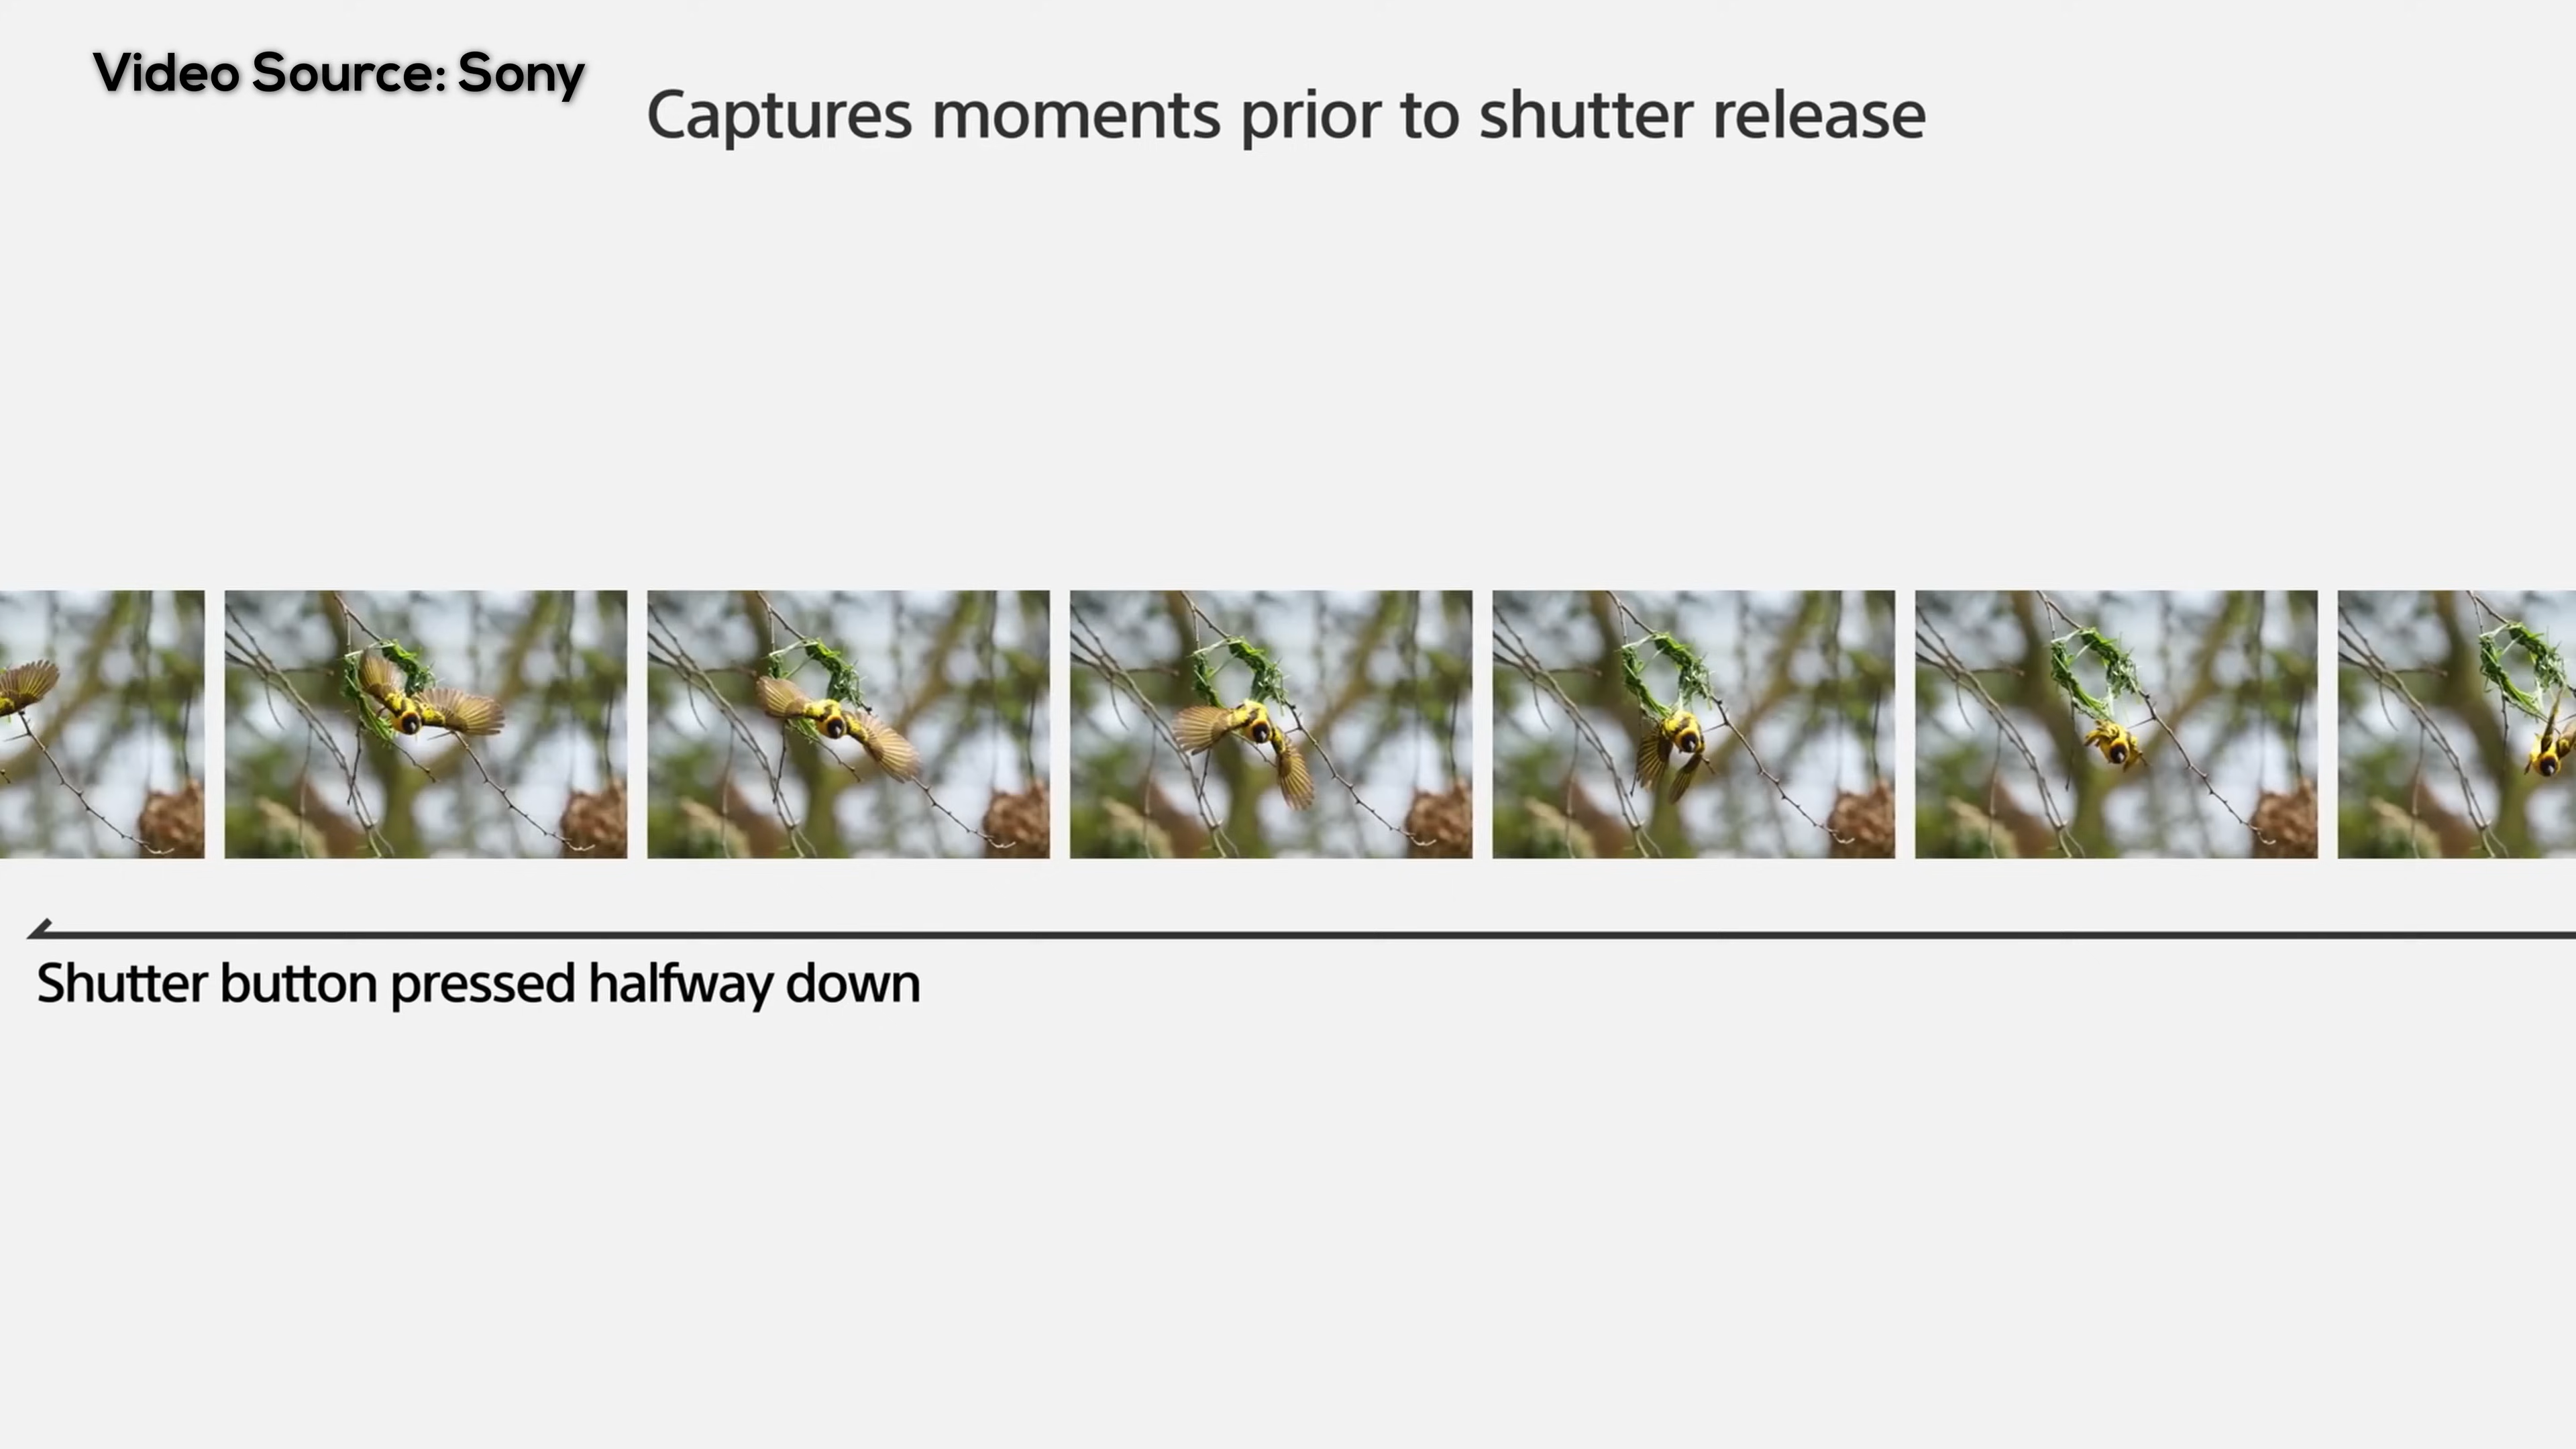 Video Source: Sony
Captures moments prior to shutter release
Shutter button pressed halfway down